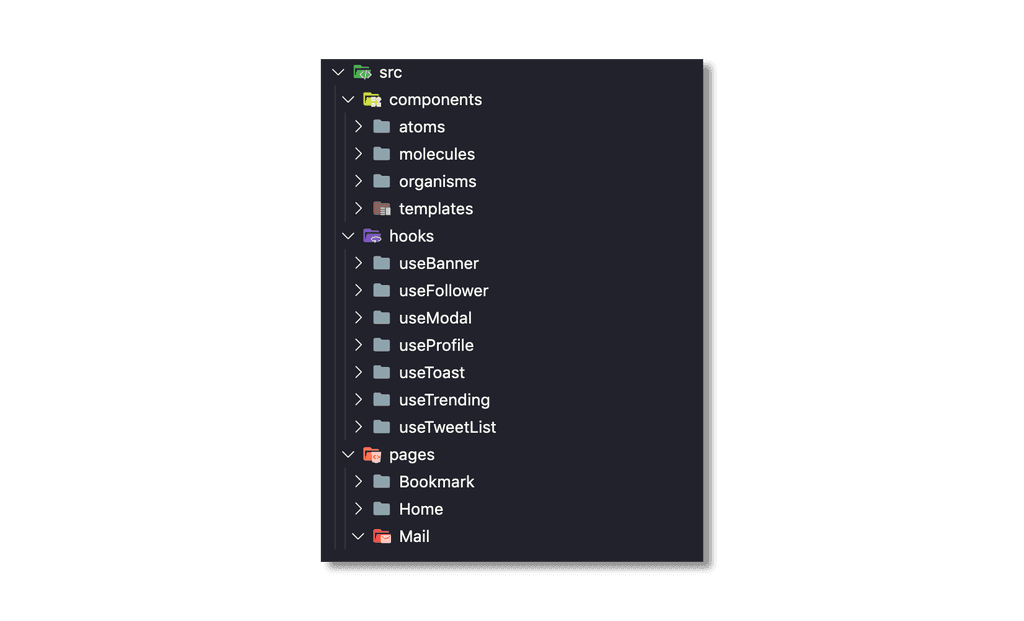 src
components
atoms
molecules
organisms
templates
hooks
useBanner
useFollower
useModal
useProfile
useToast
useTrending
useTweetList
pages
Bookmark
Home
Mail